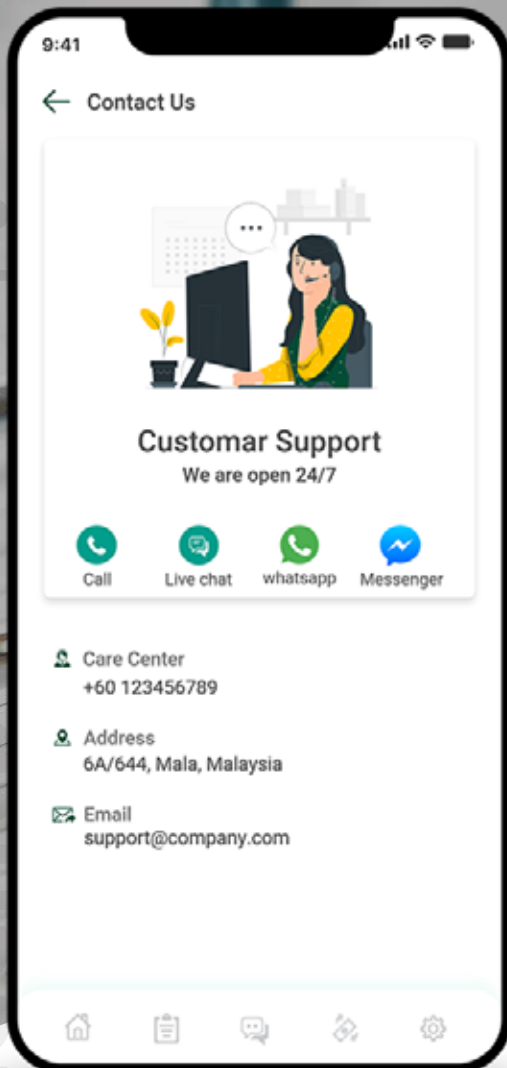 9:41
Contact Us
Customar Support
We are open 24/7
Call Live chat whatsapp Messenger
Care Center
+60 123456789
Address
6A/644, Mala, Malaysia
Email
support@company.com